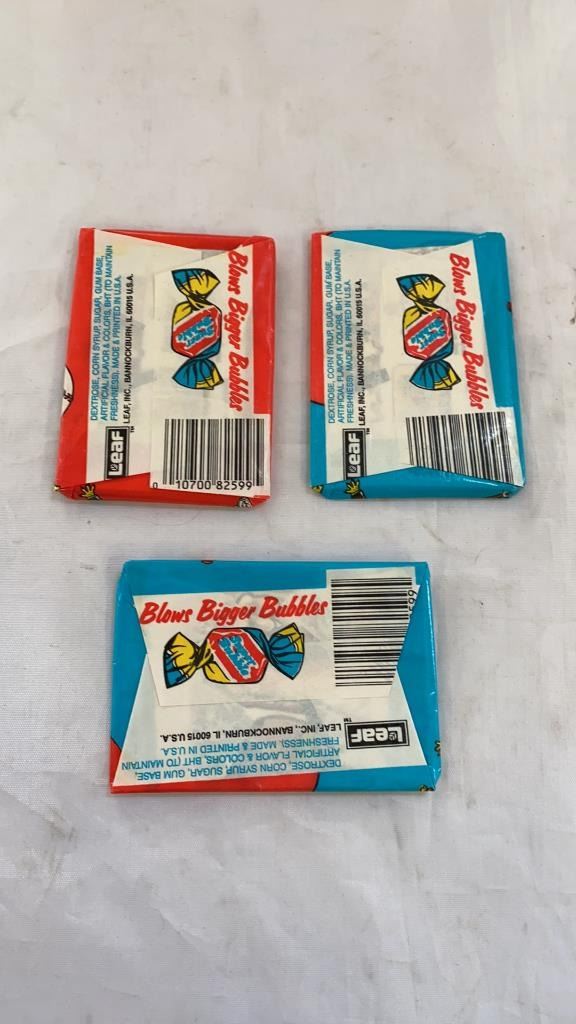 DEXTROSE, CORN SYRUP, SUGAR, GUM BASE,
ARTIFICIAL FLAVOR & COLORS, BHT (TO MAINTAIN
FRESHNESS). MADE & PRINTED IN U.S.A.
LEAF, INC., BANNOCKBURN, IL 60015 U.S.A.
Leaf TM
Blows Bigger Bubbles
0 10700 82599
DEXTROSE, CORN SYRUP, SUGAR, GUM BASE,
ARTIFICIAL FLAVOR & COLORS, BHT (TO MAINTAIN
FRESHNESS). MADE & PRINTED IN U.S.A.
LEAF, INC., BANNOCKBURN, IL 60015 U.S.A.
Leaf TM
Blows Bigger Bubbles
Blows Bigger Bubbles
599
DEXTROSE, CORN SYRUP, SUGAR, GUM BASE,
ARTIFICIAL FLAVOR & COLORS, BHT (TO MAINTAIN
FRESHNESS). MADE & PRINTED IN U.S.A.
LEAF, INC., BANNOCKBURN, IL 60015 U.S.A.
Leaf TM